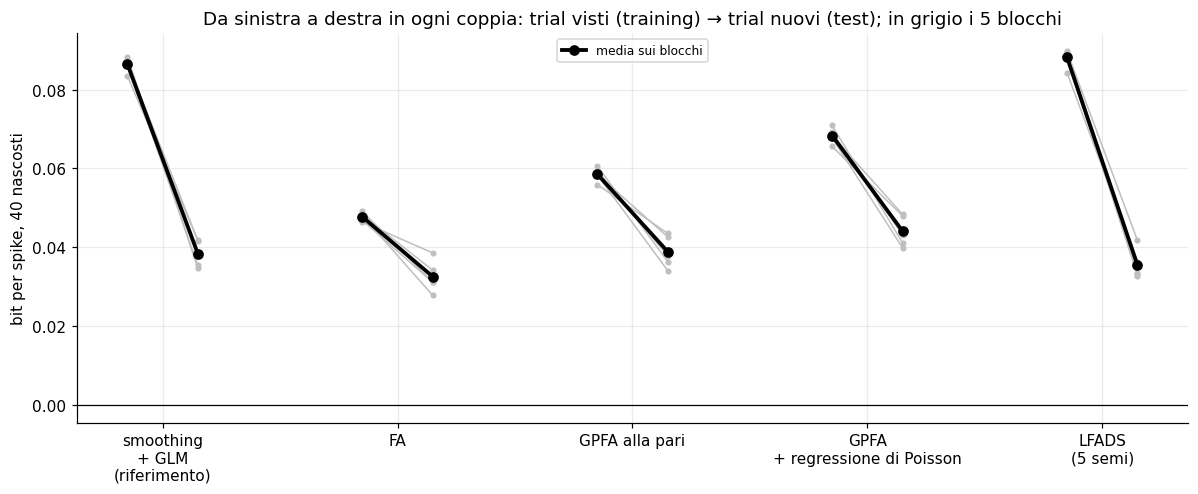 Da sinistra a destra in ogni coppia: trial visti (training) → trial nuovi (test); in grigio i 5 blocchi
media sui blocchi
bit per spike, 40 nascosti
0.08
0.06
0.04
0.02
0.00
smoothing
+ GLM
(riferimento)
FA
GPFA alla pari
GPFA
+ regressione di Poisson
LFADS
(5 semi)